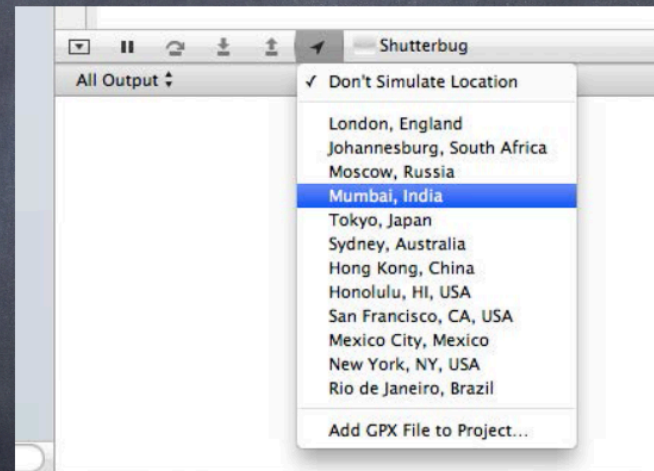 Shutterbug
All Output
✓ Don't Simulate Location
London, England
Johannesburg, South Africa
Moscow, Russia
Mumbai, India
Tokyo, Japan
Sydney, Australia
Hong Kong, China
Honolulu, HI, USA
San Francisco, CA, USA
Mexico City, Mexico
New York, NY, USA
Rio de Janeiro, Brazil
Add GPX File to Project...